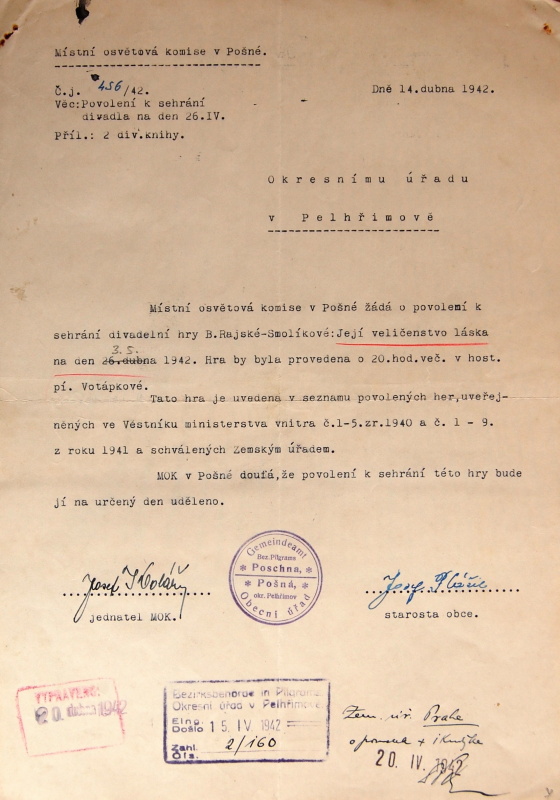 Místní osvětová komise v Pošné.
Č.j. 456/42.
Dně 14.dubna 1942.
Věc:Povolení k sehrání
divadla na den 26.IV.
Příl.: 2 div.knihy.
Okresnímu úřadu
v Pelhřimově
Místní osvětová komise v Pošné žádá o povolení k
sehrání divadelní hry B.Rajské-Smolíkové:Její veličenstvo láska
3.5.
na den 26.dubna 1942. Hra by byla provedena o 20.hod.več. v host.
pí. Votápkové.
Tato hra je uvedena v seznamu povolených her,uveřej-
něných ve Věstníku ministerstva vnitra č.1-5.zr.1940 a č. 1 - 9.
z roku 1941 a schválených Zemským úřadem.
MOK v Pošné doufá,že povolení k sehrání této hry bude
jí na určený den uděleno.
Gemeindeamt
Bez.Pilgrams
* Poschna, *
* Pošná, *
okr. Pelhřimov
Obecní úřad
Josef
jednatel MOK.
Josef
starosta obce.
VYPRAVENO:
20. dubna 1942
Bezirksbehörde in Pilgrams
Okresní úřad v Pelhřimově
Eing.
Došlo 15. IV 1942
Zahl.
Čís. 2/160
Zem. úř. Praha
20. IV. 1942